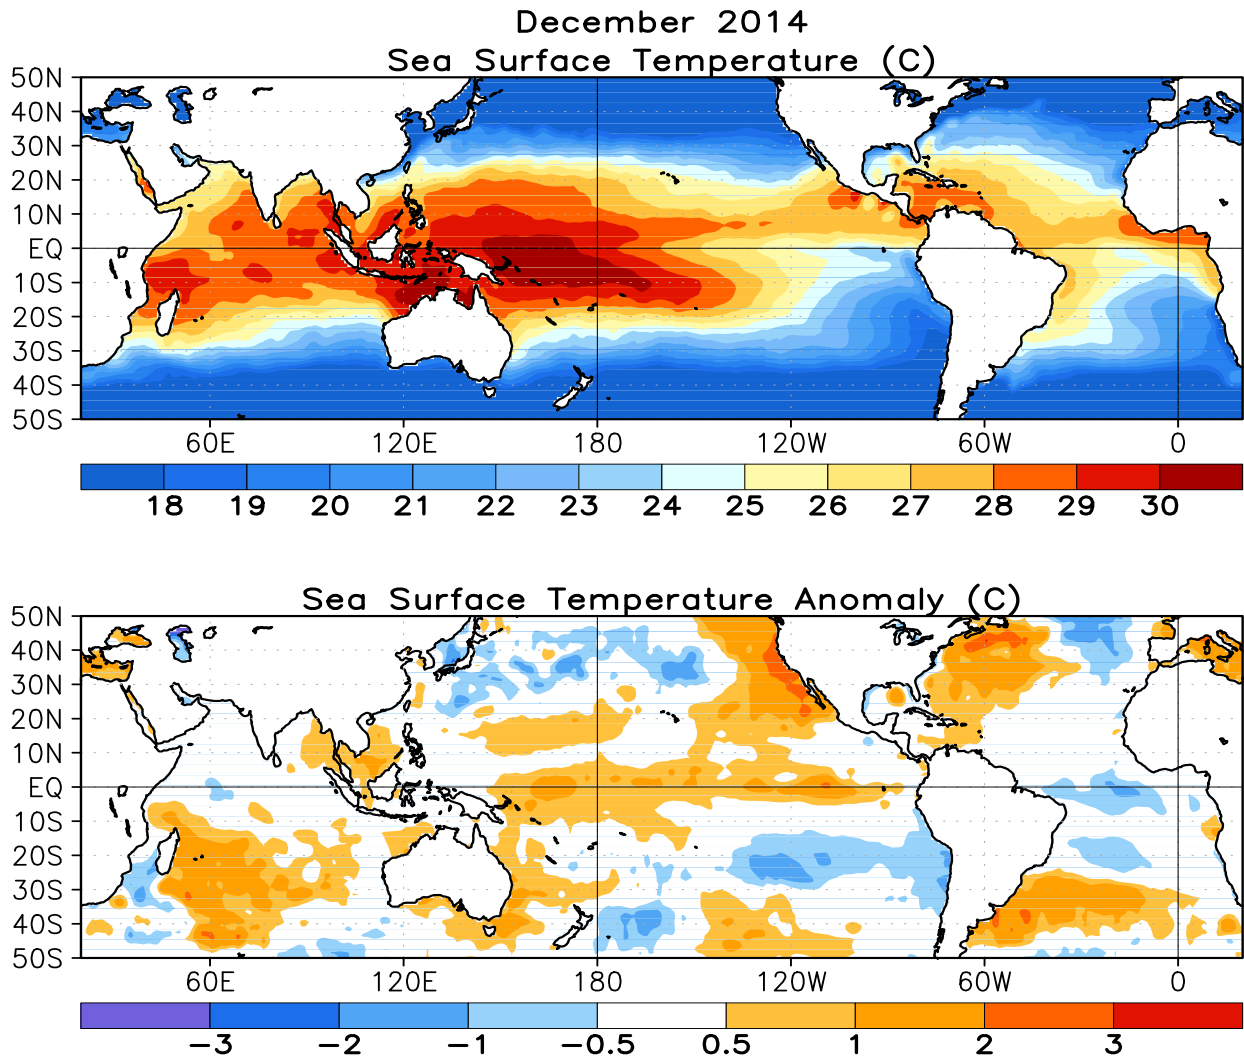 December 2014
Sea Surface Temperature (C)
50N
40N
30N
20N
10N
EQ
10S
20S
30S
40S
50S
60E 120E 180 120W 60W 0
18 19 20 21 22 23 24 25 26 27 28 29 30
Sea Surface Temperature Anomaly (C)
50N
40N
30N
20N
10N
EQ
10S
20S
30S
40S
50S
60E 120E 180 120W 60W 0
−3 −2 −1 −0.5 0.5 1 2 3